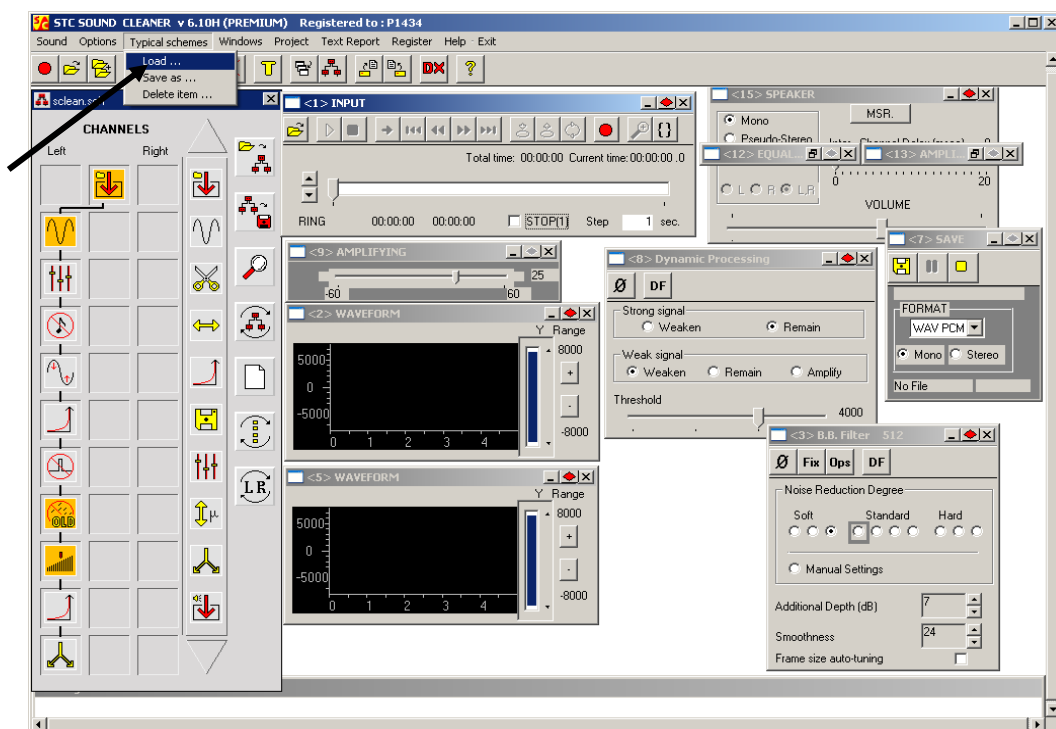 STC SOUND CLEANER v 6.10H (PREMIUM) Registered to : P1434
Sound Options Typical schemes Windows Project Text Report Register Help Exit
Load ...
Save as ...
Delete item ...
T
DX
?
sclean.
CHANNELS
Left Right
OLD
μ
L R
<1> INPUT
{}
Total time: 00:00:00 Current time: 00:00:00 .0
RING 00:00:00 00:00:00 STOP(1) Step 1 sec.
<9> AMPLIFYING
25
-60 60
<2> WAVEFORM
Y Range
8000
5000
0
-5000
+
-
-8000
0 1 2 3 4
<5> WAVEFORM
Y Range
8000
5000
0
-5000
+
-
-8000
0 1 2 3 4
<15> SPEAKER
Mono
MSR.
Pseudo-Stereo
<12> EQUAL...
<13> AMPLI...
L R LR
0 20
VOLUME
<8> Dynamic Processing
Ø DF
Strong signal
Weaken Remain
Weak signal
Weaken Remain Amplify
Threshold
4000
<7> SAVE
FORMAT
WAV PCM
Mono Stereo
No File
<3> B.B. Filter 512
Ø Fix Ops DF
Noise Reduction Degree
Soft Standard Hard
Manual Settings
Additional Depth (dB) 7
Smoothness 24
Frame size auto-tuning